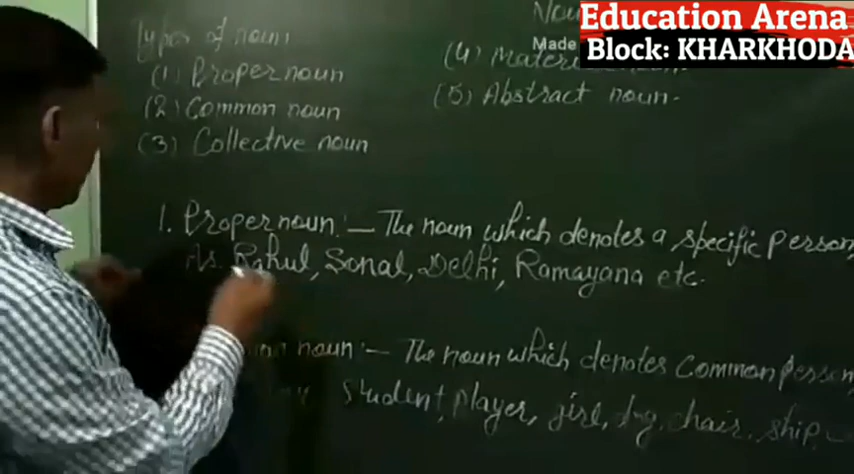 Education Arena
Block: KHARKHODA
Made
Types of noun
(1) Proper noun
(2) Common noun
(3) Collective noun
(4)
(5) Abstract noun.
1. Proper noun :— The noun which denotes a specific person,
As. Rahul, Sonal, Delhi, Ramayana etc.
noun :— The noun which denotes Common person
student, player, girl, dog, chair, ship,